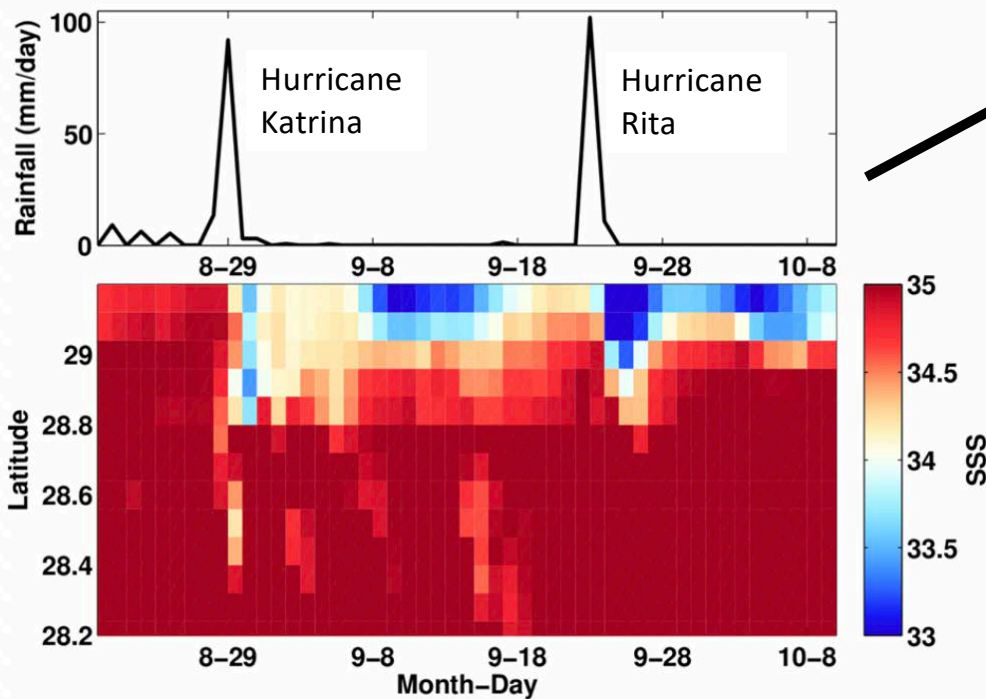 Rainfall (mm/day)
100
50
0
Hurricane
Katrina
Hurricane
Rita
8-29
9-8
9-18
9-28
10-8
Latitude
29
28.8
28.6
28.4
28.2
8-29
9-8
9-18
9-28
10-8
Month-Day
35
34.5
34
33.5
33
SSS